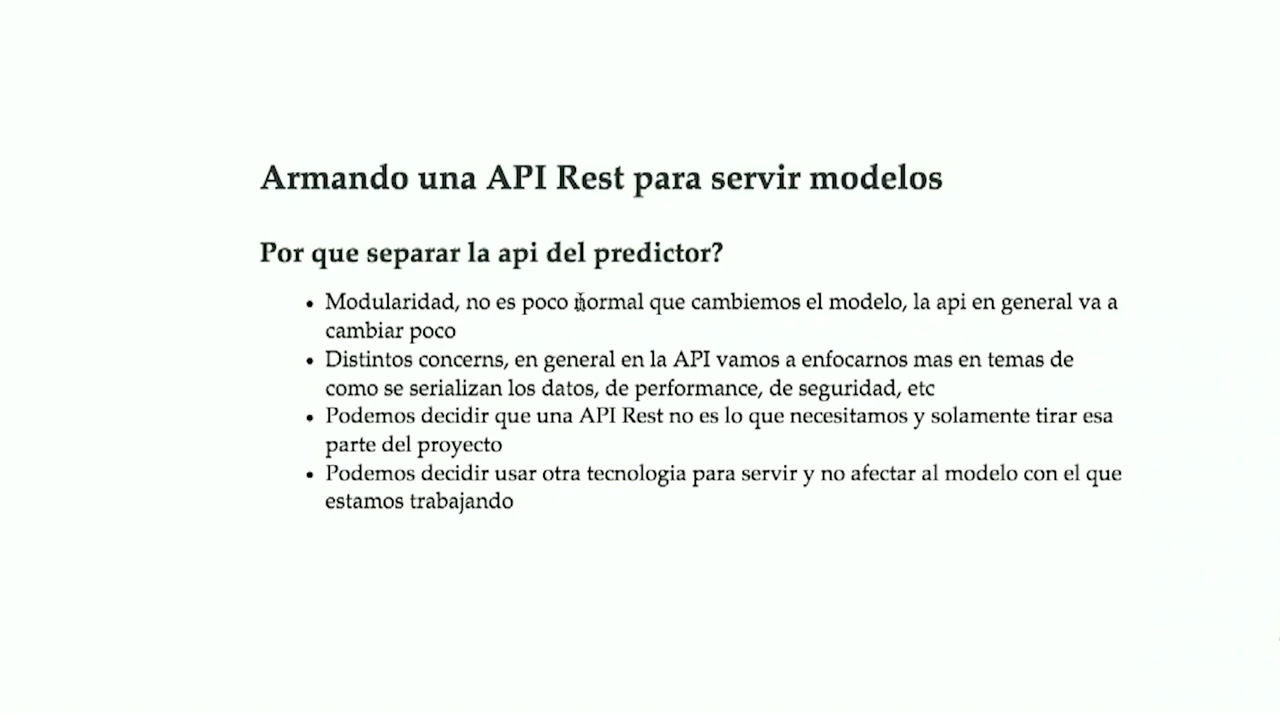 Armando una API Rest para servir modelos
Por que separar la api del predictor?
• Modularidad, no es poco normal que cambiemos el modelo, la api en general va a
cambiar poco
• Distintos concerns, en general en la API vamos a enfocarnos mas en temas de
como se serializan los datos, de performance, de seguridad, etc
• Podemos decidir que una API Rest no es lo que necesitamos y solamente tirar esa
parte del proyecto
• Podemos decidir usar otra tecnologia para servir y no afectar al modelo con el que
estamos trabajando